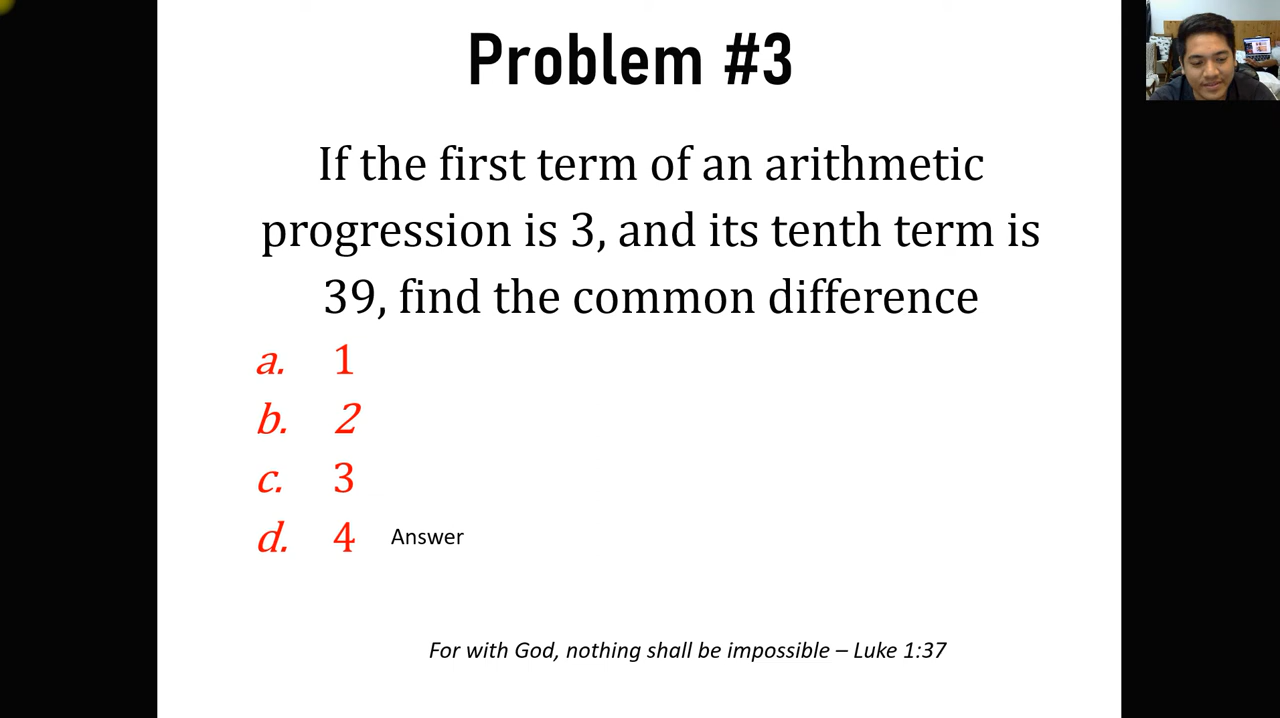 Problem #3
If the first term of an arithmetic
progression is 3, and its tenth term is
39, find the common difference
a. 1
b. 2
c. 3
d. 4 Answer
For with God, nothing shall be impossible – Luke 1:37